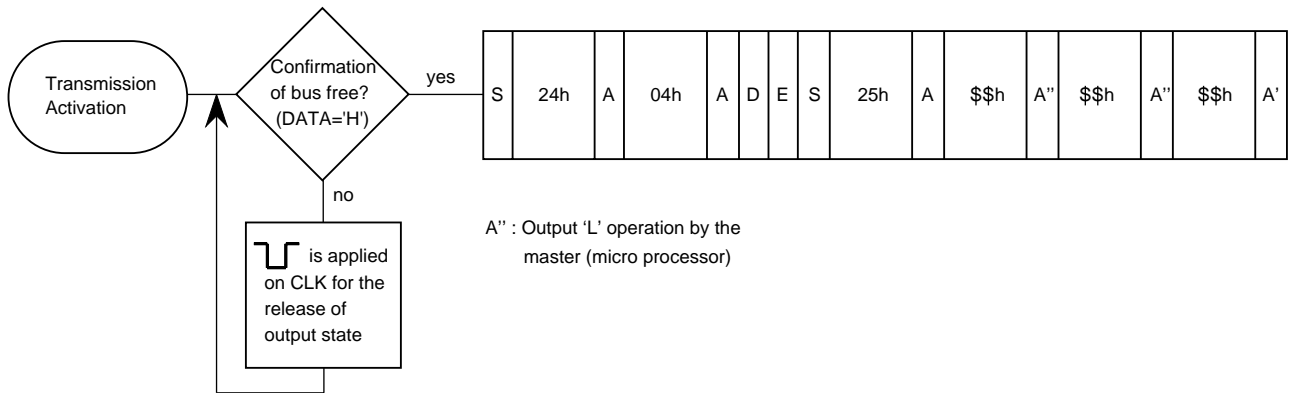 Transmission
Activation
Confirmation
of bus free?
(DATA='H')
yes
no
S 24h A 04h A D E S 25h A $$h A'' $$h A'' $$h A'
is applied
on CLK for the
release of
output state
A'' : Output ‘L’ operation by the
master (micro processor)